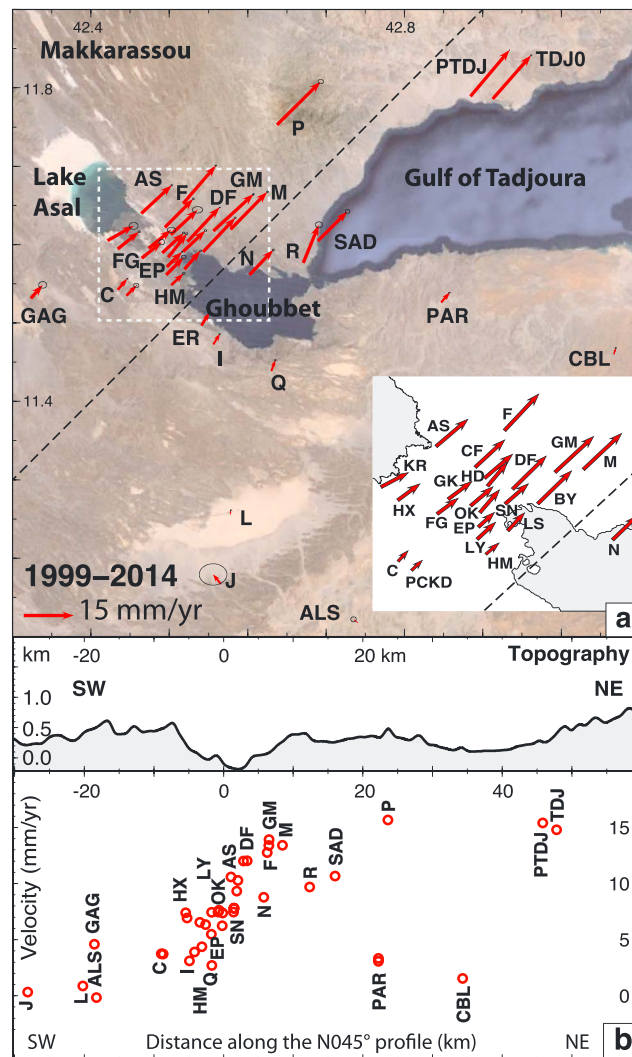 42.4
42.8
Makkarassou
11.8
PTDJ
TDJ0
P
Lake
Asal
AS
F
GM
DF
M
Gulf of Tadjoura
R
SAD
N
FG
EP
C
HM
GAG
Ghoubbet
ER
I
Q
PAR
CBL
11.4
L
J
ALS
1999–2014
15 mm/yr
F
AS
CF
GM
M
HD
DF
KR
GK
HX
FG
OK
SN
BY
EP
LS
LY
HM
N
C
PCKD
a
km
-20
0
20 km
Topography
SW
NE
1.0
0.5
0.0
-20
0
20
40
Velocity (mm/yr)
J
L
ALS
GAG
C
HX
I
HM
LY
Q
EP
OK
SN
AS
DF
N
F
GM
M
R
SAD
P
PAR
CBL
PTDJ
TDJ
15
10
5
0
SW
Distance along the N045° profile (km)
NE
b